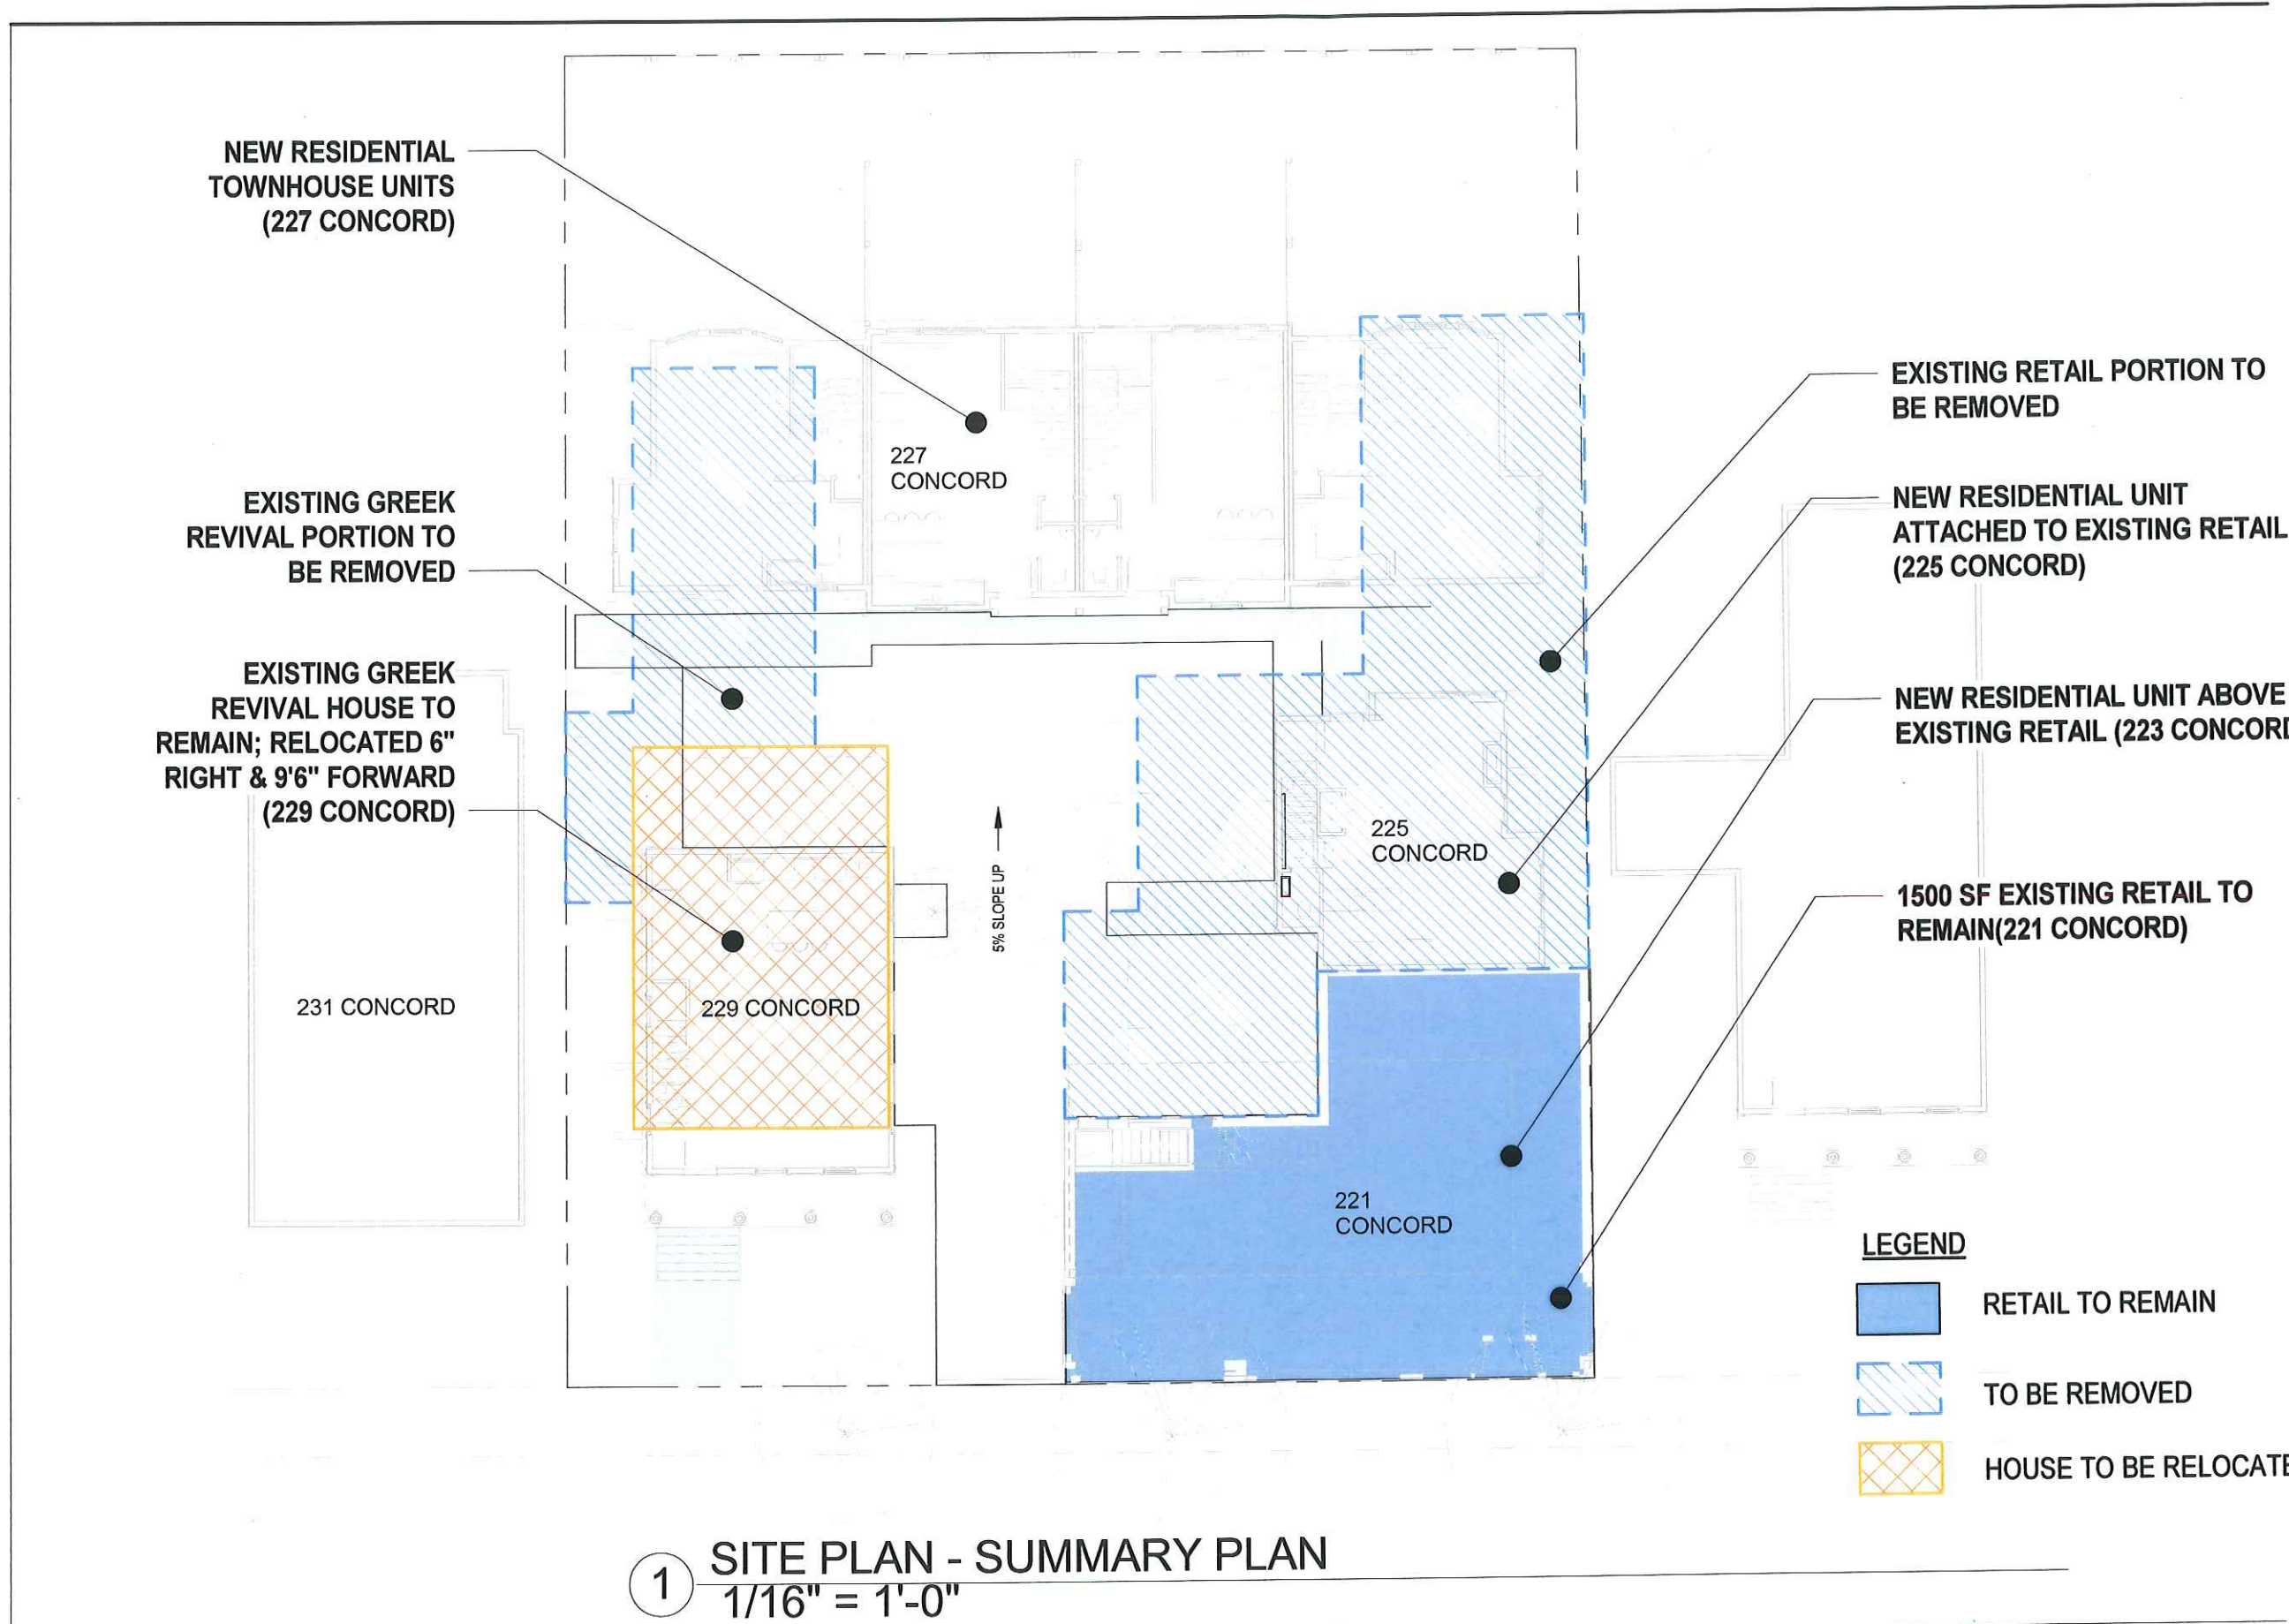 NEW RESIDENTIAL
TOWNHOUSE UNITS
(227 CONCORD)
EXISTING GREEK
REVIVAL PORTION TO
BE REMOVED
EXISTING GREEK
REVIVAL HOUSE TO
REMAIN; RELOCATED 6"
RIGHT & 9'6" FORWARD
(229 CONCORD)
231 CONCORD
227
CONCORD
229 CONCORD
5% SLOPE UP
225
CONCORD
221
CONCORD
EXISTING RETAIL PORTION TO
BE REMOVED
NEW RESIDENTIAL UNIT
ATTACHED TO EXISTING RETAIL
(225 CONCORD)
NEW RESIDENTIAL UNIT ABOVE
EXISTING RETAIL (223 CONCORD
1500 SF EXISTING RETAIL TO
REMAIN(221 CONCORD)
LEGEND
RETAIL TO REMAIN
TO BE REMOVED
HOUSE TO BE RELOCATE
1 SITE PLAN - SUMMARY PLAN
1/16" = 1'-0"